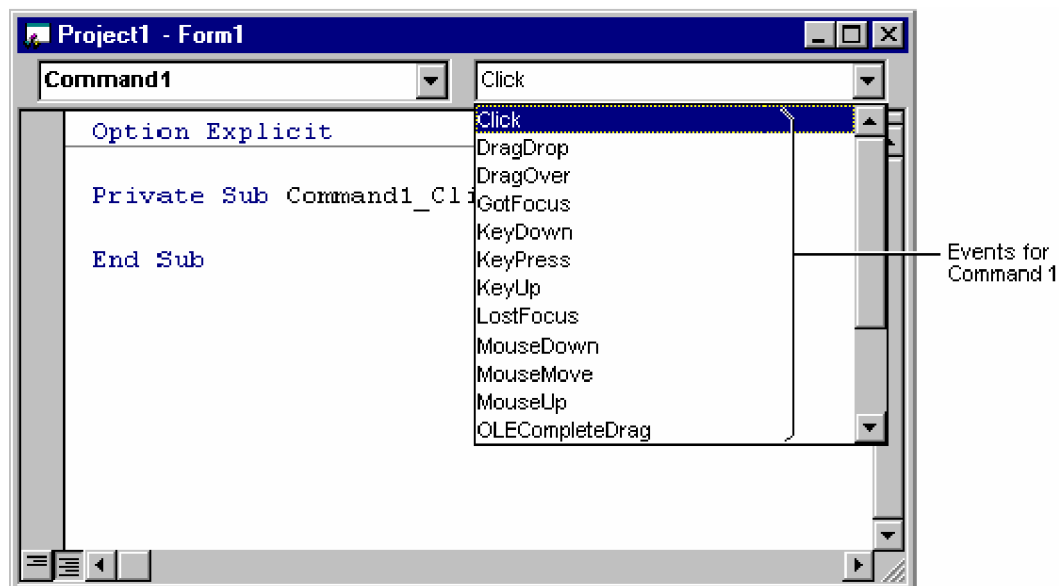 Project1 - Form1
Command1
Click
Option Explicit
Private Sub Command1_Cli
End Sub
Click
DragDrop
DragOver
GotFocus
KeyDown
KeyPress
KeyUp
LostFocus
MouseDown
MouseMove
MouseUp
OLECompleteDrag
Events for
Command 1